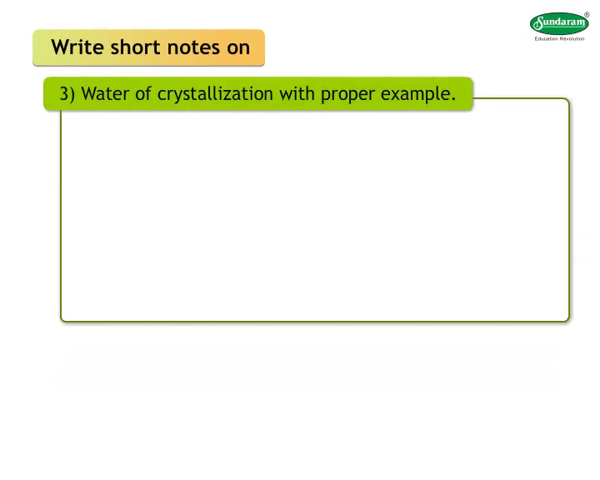 Sundaram®
Education Revolution
Write short notes on
3) Water of crystallization with proper example.